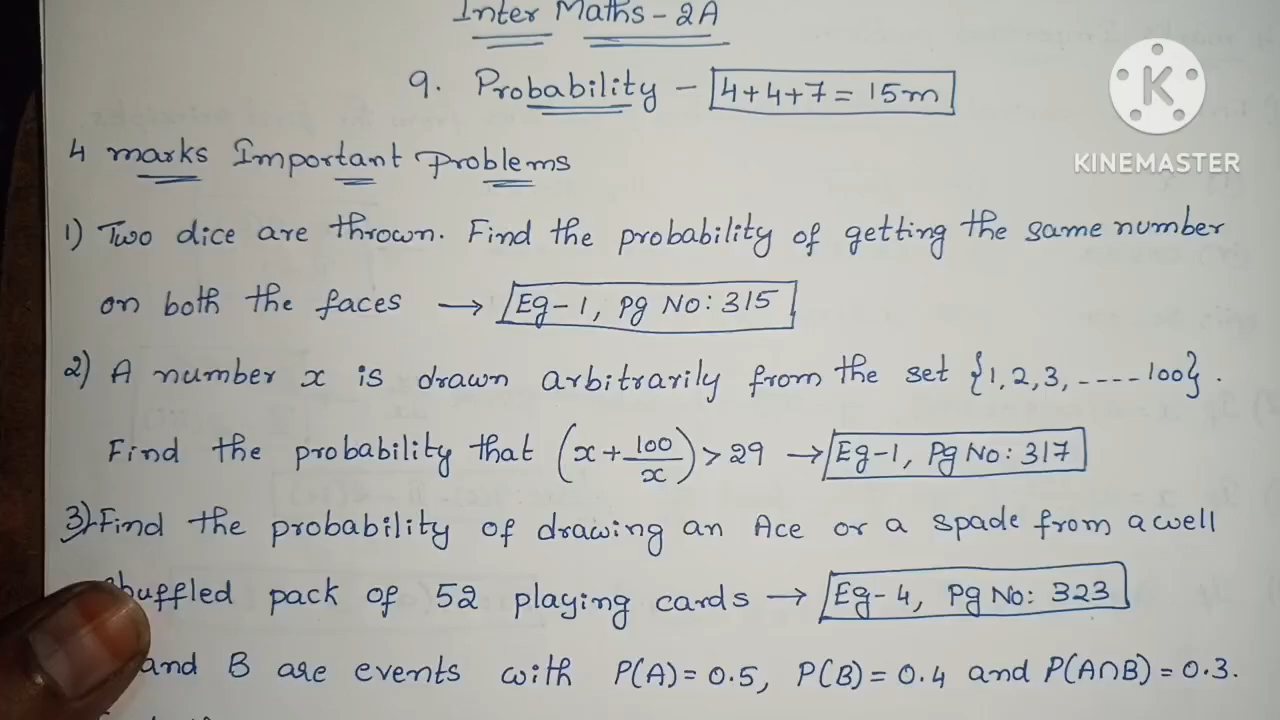 Inter Maths - 2A
9. Probability - 4+4+7 = 15m
K
KINEMASTER
4 marks Important Problems
1) Two dice are thrown. Find the probability of getting the same number
on both the faces → Eg-1, Pg No: 315
2) A number x is drawn arbitrarily from the set {1,2,3,----100}.
Find the probability that (x+100/x) > 29 → Eg-1, Pg No: 317
3) Find the probability of drawing an Ace or a spade from a well
shuffled pack of 52 playing cards → Eg-4, Pg No: 323
and B are events with P(A) = 0.5, P(B) = 0.4 and P(A∩B) = 0.3.